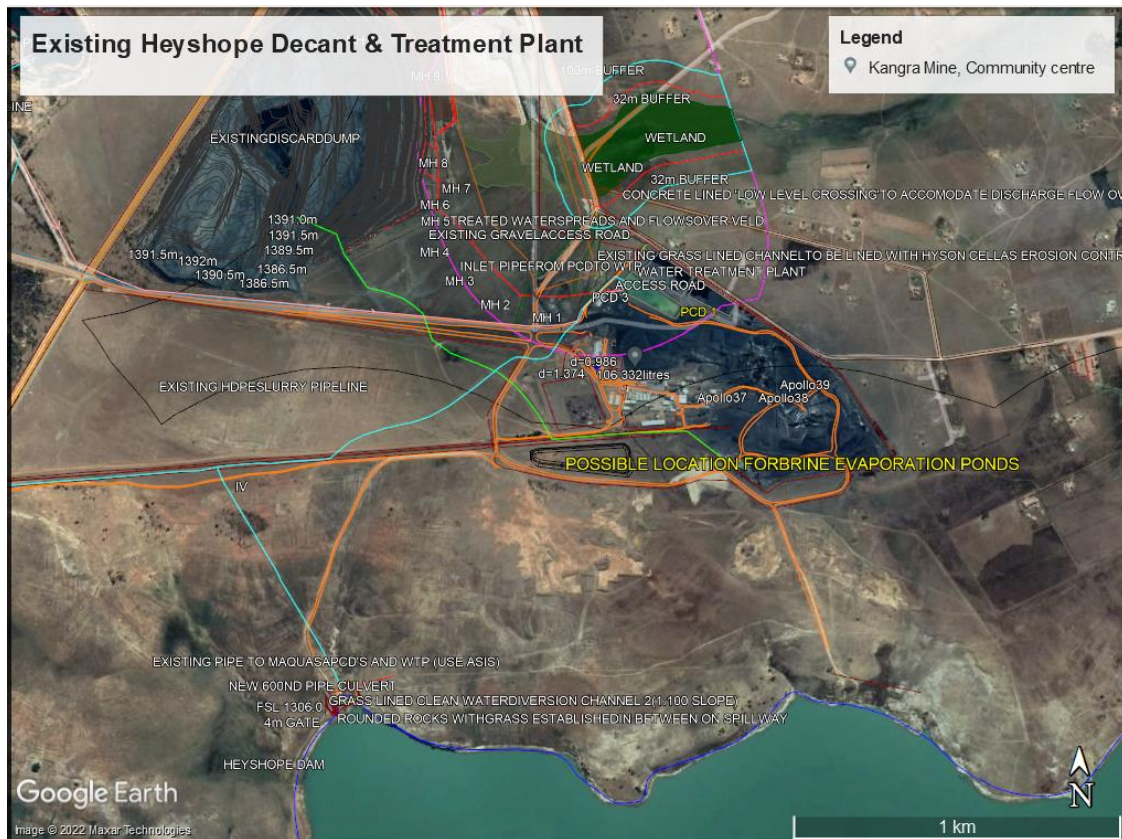 Existing Heyshope Decant & Treatment Plant
Legend
Kangra Mine, Community centre
MH 9
100m BUFFER
INE
32m BUFFER
EXISTINGDISCARDDUMP
WETLAND
WETLAND
MH 8
32m BUFFER
MH 7
CONCRETE LINED 'LOW LEVEL CROSSING'TO ACCOMODATE DISCHARGE FLOW OV
MH 6
1391.0m
MH 5
TREATED WATERSPREADS AND FLOWSOVER VELD
1391.5m
EXISTING GRAVELACCESS ROAD
1391.5m
1392m
1389.5m
MH 4
EXISTING GRASS LINED CHANNELTO BE LINED WITH HYSON CELLAS EROSION CONTR
1390.5m
1386.5m
INLET PIPEFROM PCDTO WTP
WATER TREATMENT PLANT
1386.5m
MH 3
ACCESS ROAD
MH 2
PCD 3
MH 1
PCD 1
d=0.986
d=1.374
106 332litres
EXISTING HDPESLURRY PIPELINE
Apollo39
Apollo37
Apollo38
POSSIBLE LOCATION FORBRINE EVAPORATION PONDS
IV
EXISTING PIPE TO MAQUASAPCD'S AND WTP (USE ASIS)
NEW 600ND PIPE CULVERT
GRASS LINED CLEAN WATERDIVERSION CHANNEL 2(1:100 SLOPE)
FSL 1306.0
4m GATE
ROUNDED ROCKS WITHGRASS ESTABLISHEDIN BETWEEN ON SPILLWAY
HEYSHOPE DAM
Google Earth
Image © 2022 Maxar Technologies
N
1 km